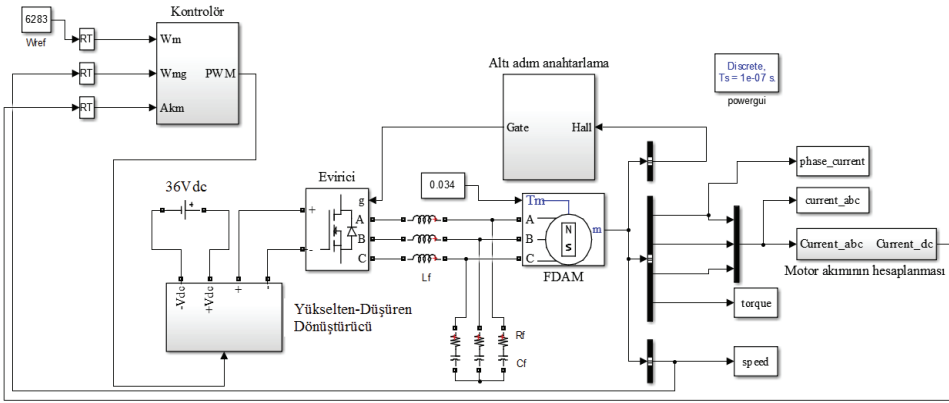 Kontrolör
6283
Wref
RT
RT
RT
Wm
Wmg
Akm
PWM
Altı adım anahtarlama
Gate
Hall
Discrete,
Ts = 1e-07 s.
powergui
phase_current
current_abc
Current_abc
Current_dc
Motor akımının hesaplanması
torque
speed
36Vdc
Evirici
g
+
-
A
B
C
Lf
0.034
Tm
A
B
C
N
S
m
FDAM
-Vdc
+Vdc
+
-
Yükselten-Düşüren
Dönüştürücü
Rf
Cf